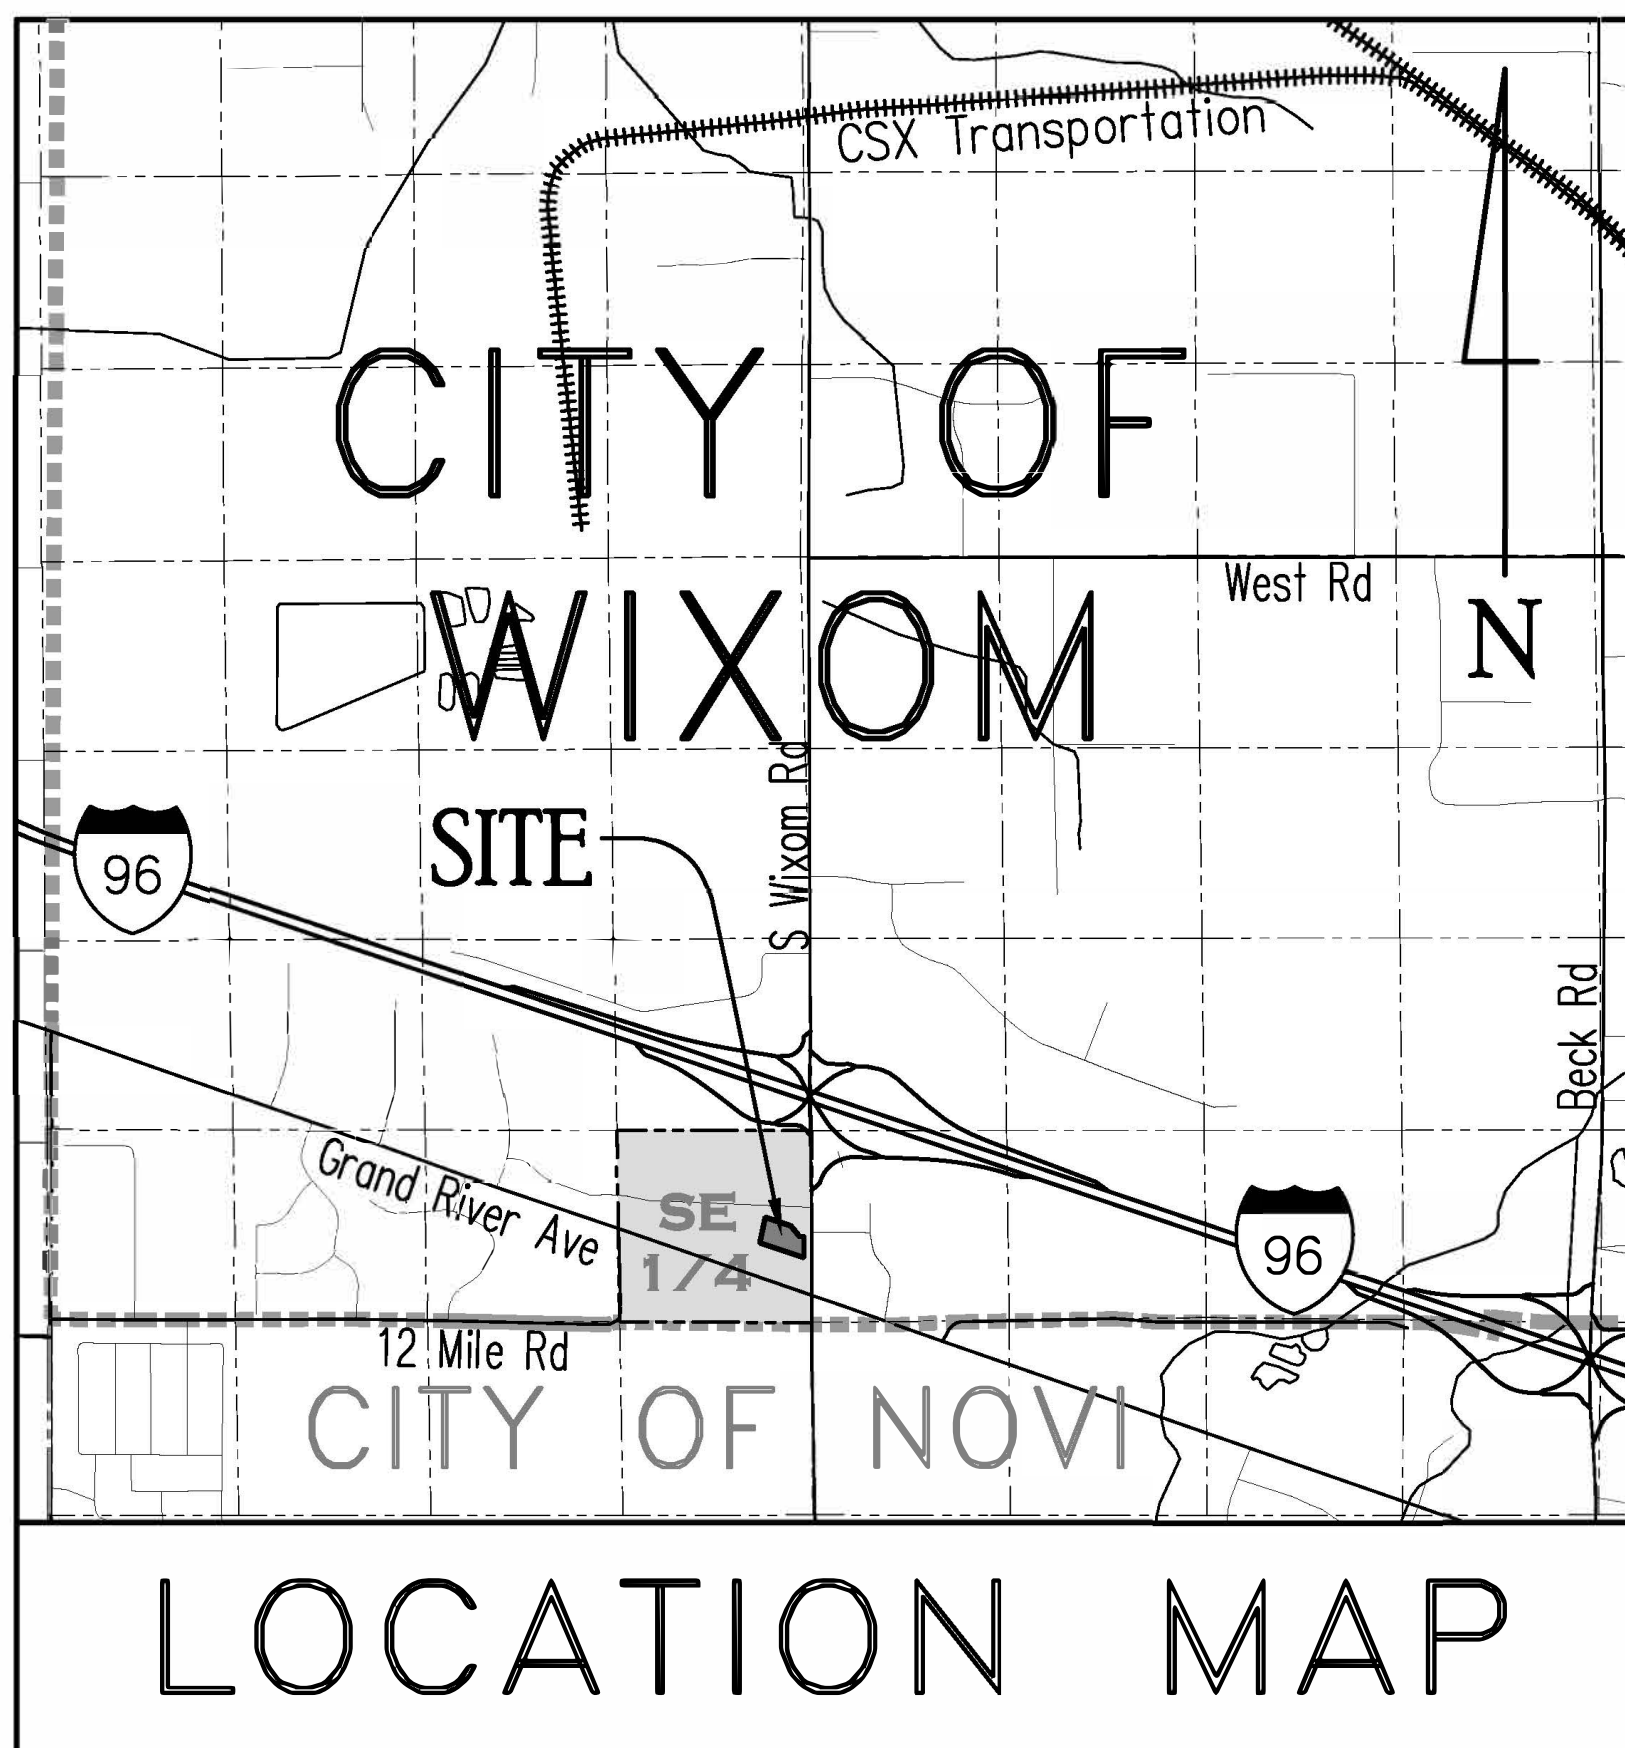 CSX Transportation
CITY OF
West Rd
WIXOM
N
S Wixom Rd
SITE
96
Beck Rd
Grand River Ave
SE
1/4
96
12 Mile Rd
CITY OF NOVI
LOCATION MAP